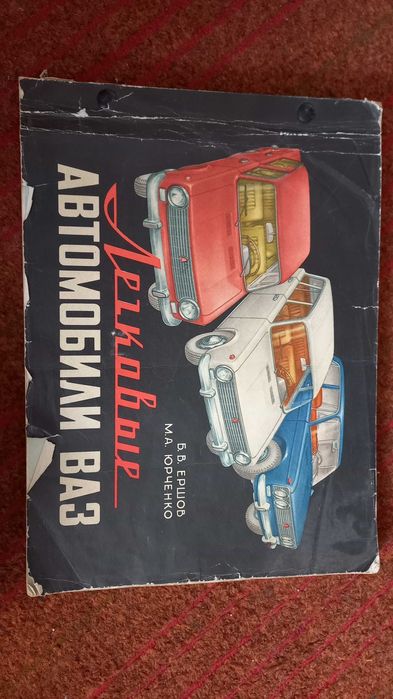 Б. В. ЕРШОВ
М. А. ЮРЧЕНКО
Легковые
АВТОМОБИЛИ ВАЗ